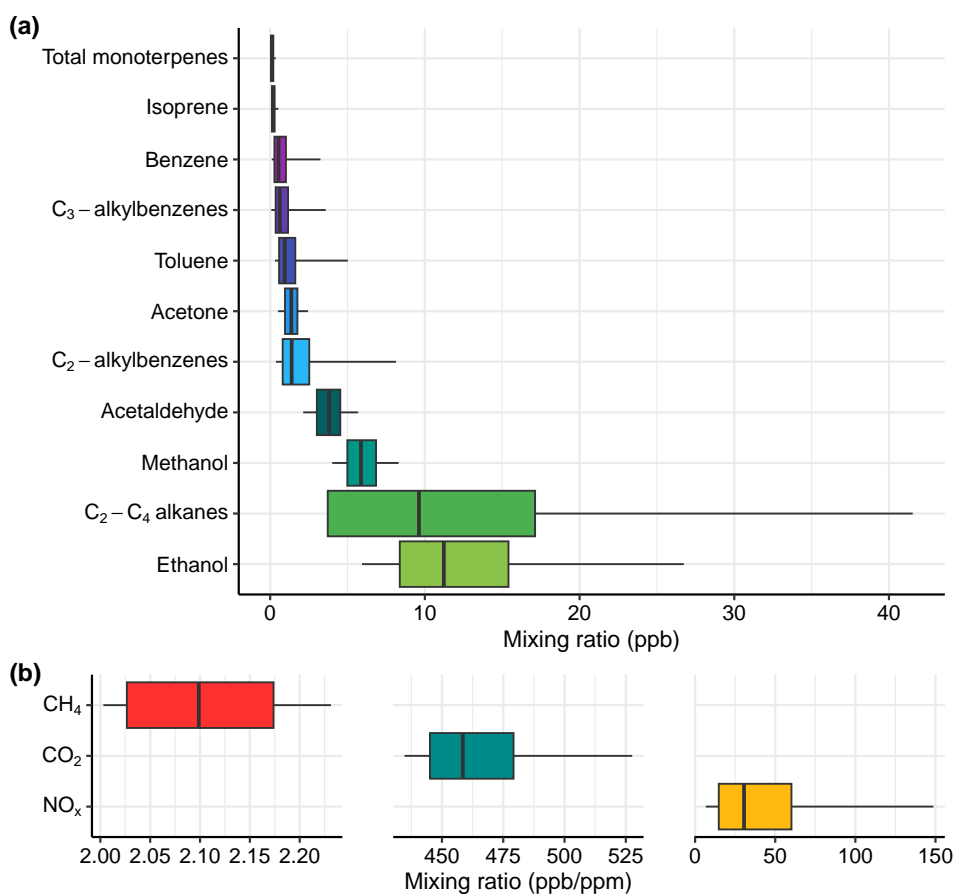 (a)
Total monoterpenes
Isoprene
Benzene
C₃ – alkylbenzenes
Toluene
Acetone
C₂ – alkylbenzenes
Acetaldehyde
Methanol
C₂ – C₄ alkanes
Ethanol
0 10 20 30 40
Mixing ratio (ppb)
(b)
CH₄
CO₂
NOₓ
2.00 2.05 2.10 2.15 2.20 450 475 500 525 0 50 100 150
Mixing ratio (ppb/ppm)